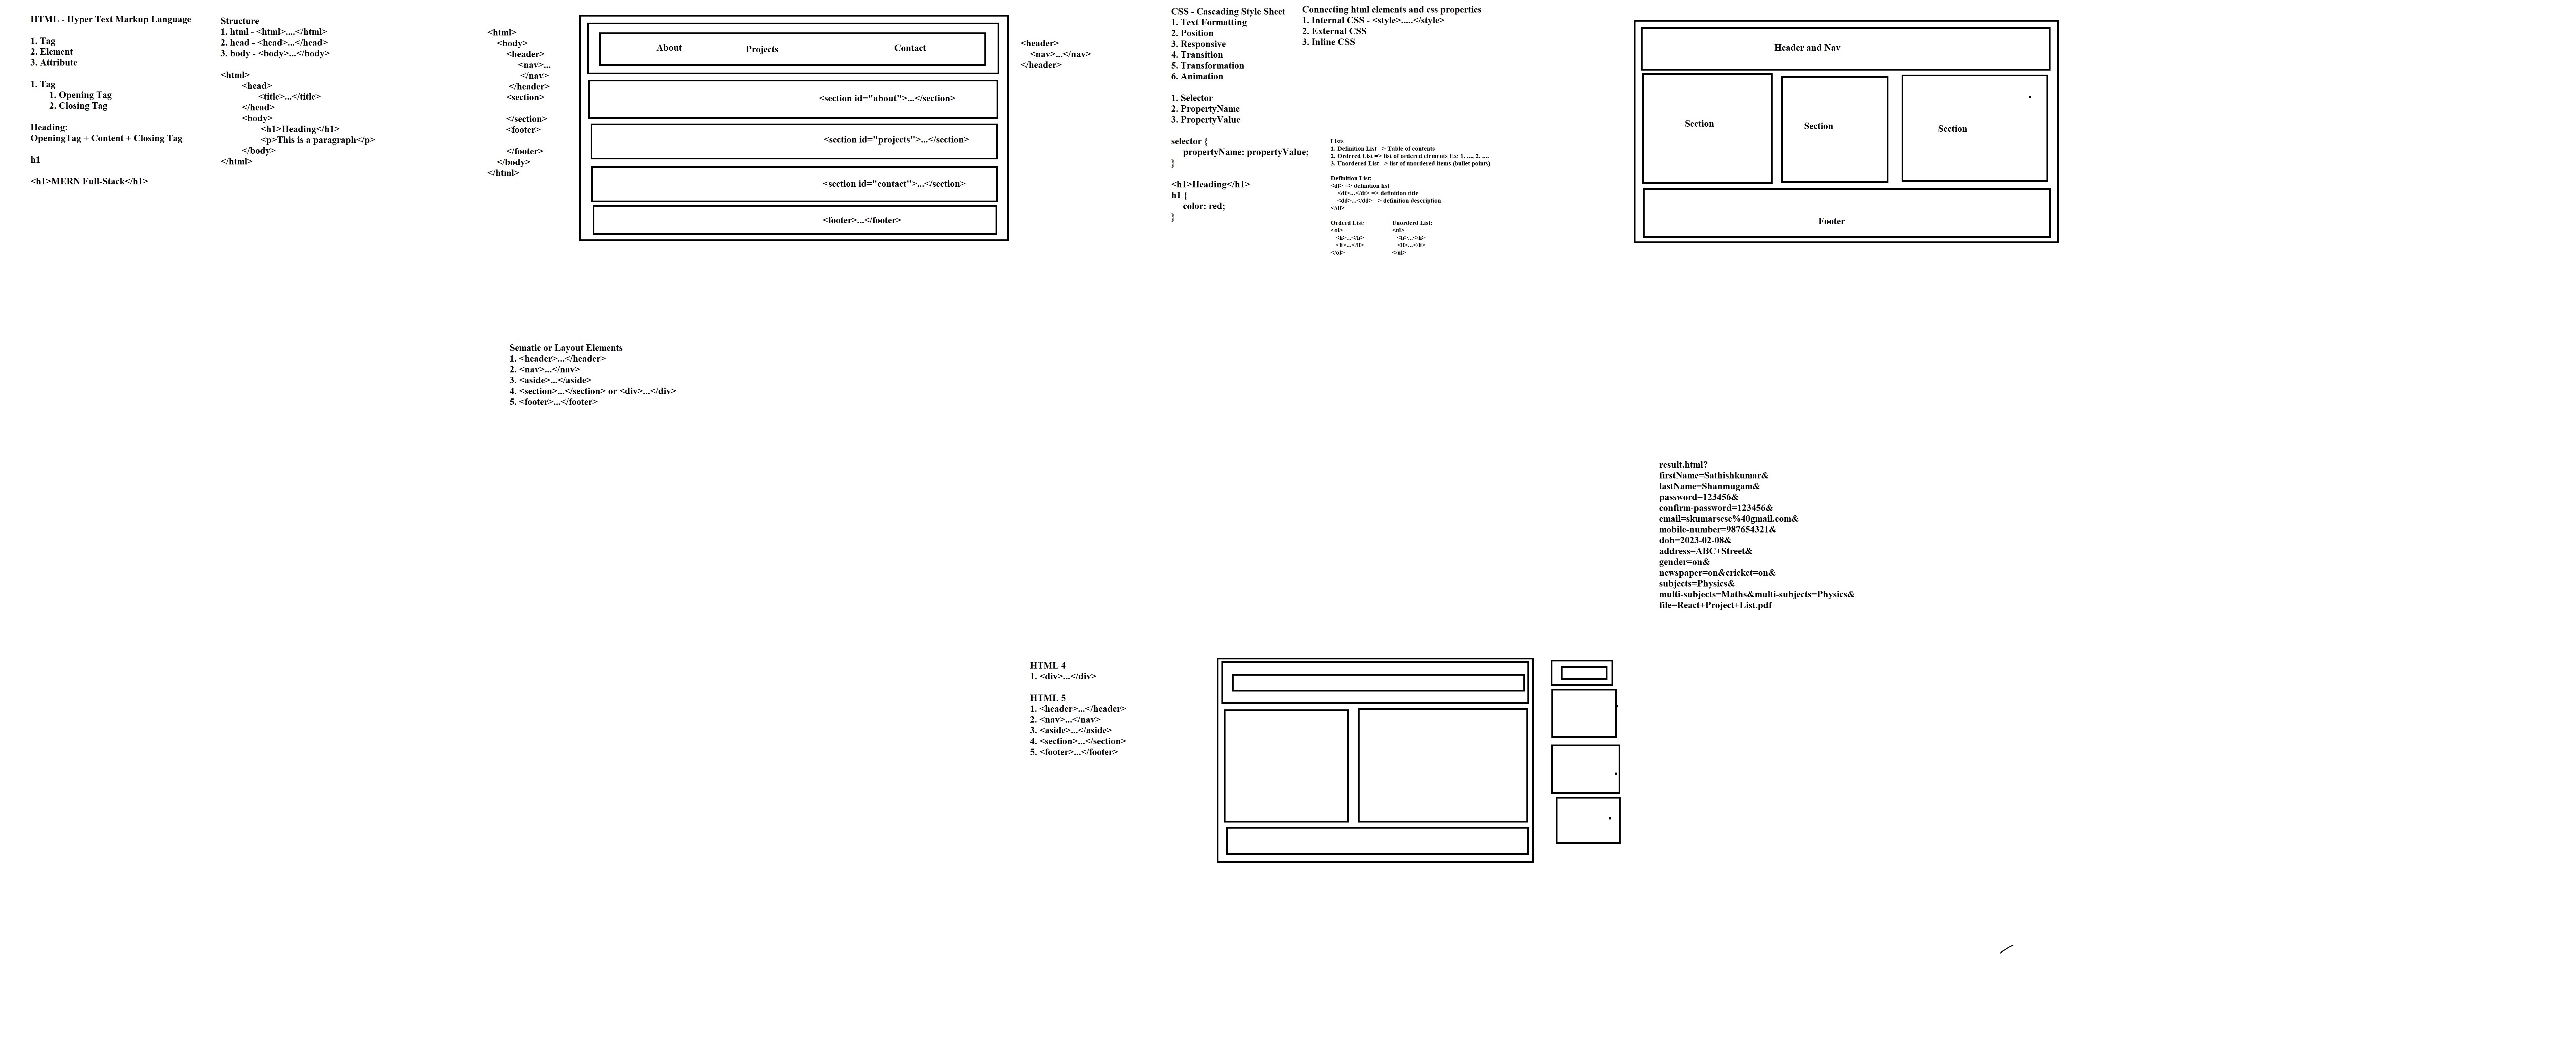 HTML - Hyper Text Markup Language
1. Tag
2. Element
3. Attribute
1. Tag
1. Opening Tag
2. Closing Tag
Heading:
OpeningTag + Content + Closing Tag
h1
<h1>MERN Full-Stack</h1>
Structure
1. html - <html>....</html>
2. head - <head>...</head>
3. body - <body>...</body>
<html>
<head>
<title>...</title>
</head>
<body>
<h1>Heading</h1>
<p>This is a paragraph</p>
</body>
</html>
<html>
<body>
<header>
<nav>...
</nav>
</header>
<section>
</section>
<footer>
</footer>
</body>
</html>
About Projects Contact
<section id="about">...</section>
<section id="projects">...</section>
<section id="contact">...</section>
<footer>...</footer>
<header>
<nav>...</nav>
</header>
Sematic or Layout Elements
1. <header>...</header>
2. <nav>...</nav>
3. <aside>...</aside>
4. <section>...</section> or <div>...</div>
5. <footer>...</footer>
CSS - Cascading Style Sheet
1. Text Formatting
2. Position
3. Responsive
4. Transition
5. Transformation
6. Animation
1. Selector
2. PropertyName
3. PropertyValue
selector {
propertyName: propertyValue;
}
<h1>Heading</h1>
h1 {
color: red;
}
Connecting html elements and css properties
1. Internal CSS - <style>.....</style>
2. External CSS
3. Inline CSS
Lists
1. Definition List => Table of contents
2. Ordered List => list of ordered elements Ex: 1. ..., 2. ....
3. Unordered List => list of unordered items (bullet points)
Definition List:
<dl> => definition list
<dt>...</dt> => definition title
<dd>...</dd> => definition description
</dl>
Orderd List:
<ol>
<li>...</li>
<li>...</li>
</ol>
Unorderd List:
<ul>
<li>...</li>
<li>...</li>
</ul>
Header and Nav
Section Section Section
Footer
result.html?
firstName=Sathishkumar&
lastName=Shanmugam&
password=123456&
confirm-password=123456&
email=skumarscse%40gmail.com&
mobile-number=987654321&
dob=2023-02-08&
address=ABC+Street&
gender=on&
newspaper=on&cricket=on&
subjects=Physics&
multi-subjects=Maths&multi-subjects=Physics&
file=React+Project+List.pdf
HTML 4
1. <div>...</div>
HTML 5
1. <header>...</header>
2. <nav>...</nav>
3. <aside>...</aside>
4. <section>...</section>
5. <footer>...</footer>